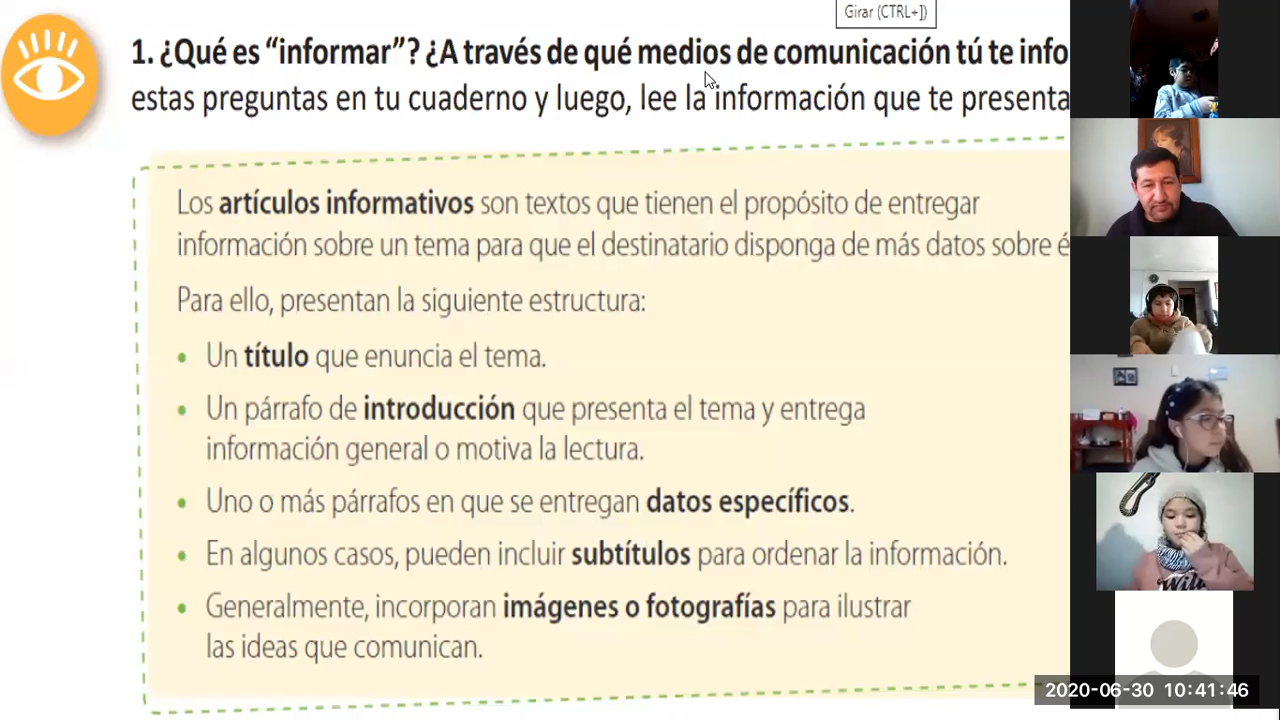 Girar (CTRL+])
1. ¿Qué es “informar”? ¿A través de qué medios de comunicación tú te info
estas preguntas en tu cuaderno y luego, lee la información que te presenta
Los artículos informativos son textos que tienen el propósito de entregar
información sobre un tema para que el destinatario disponga de más datos sobre é
Para ello, presentan la siguiente estructura:
• Un título que enuncia el tema.
• Un párrafo de introducción que presenta el tema y entrega
información general o motiva la lectura.
• Uno o más párrafos en que se entregan datos específicos.
• En algunos casos, pueden incluir subtítulos para ordenar la información.
• Generalmente, incorporan imágenes o fotografías para ilustrar
las ideas que comunican.
2020-06-30 10:41:46